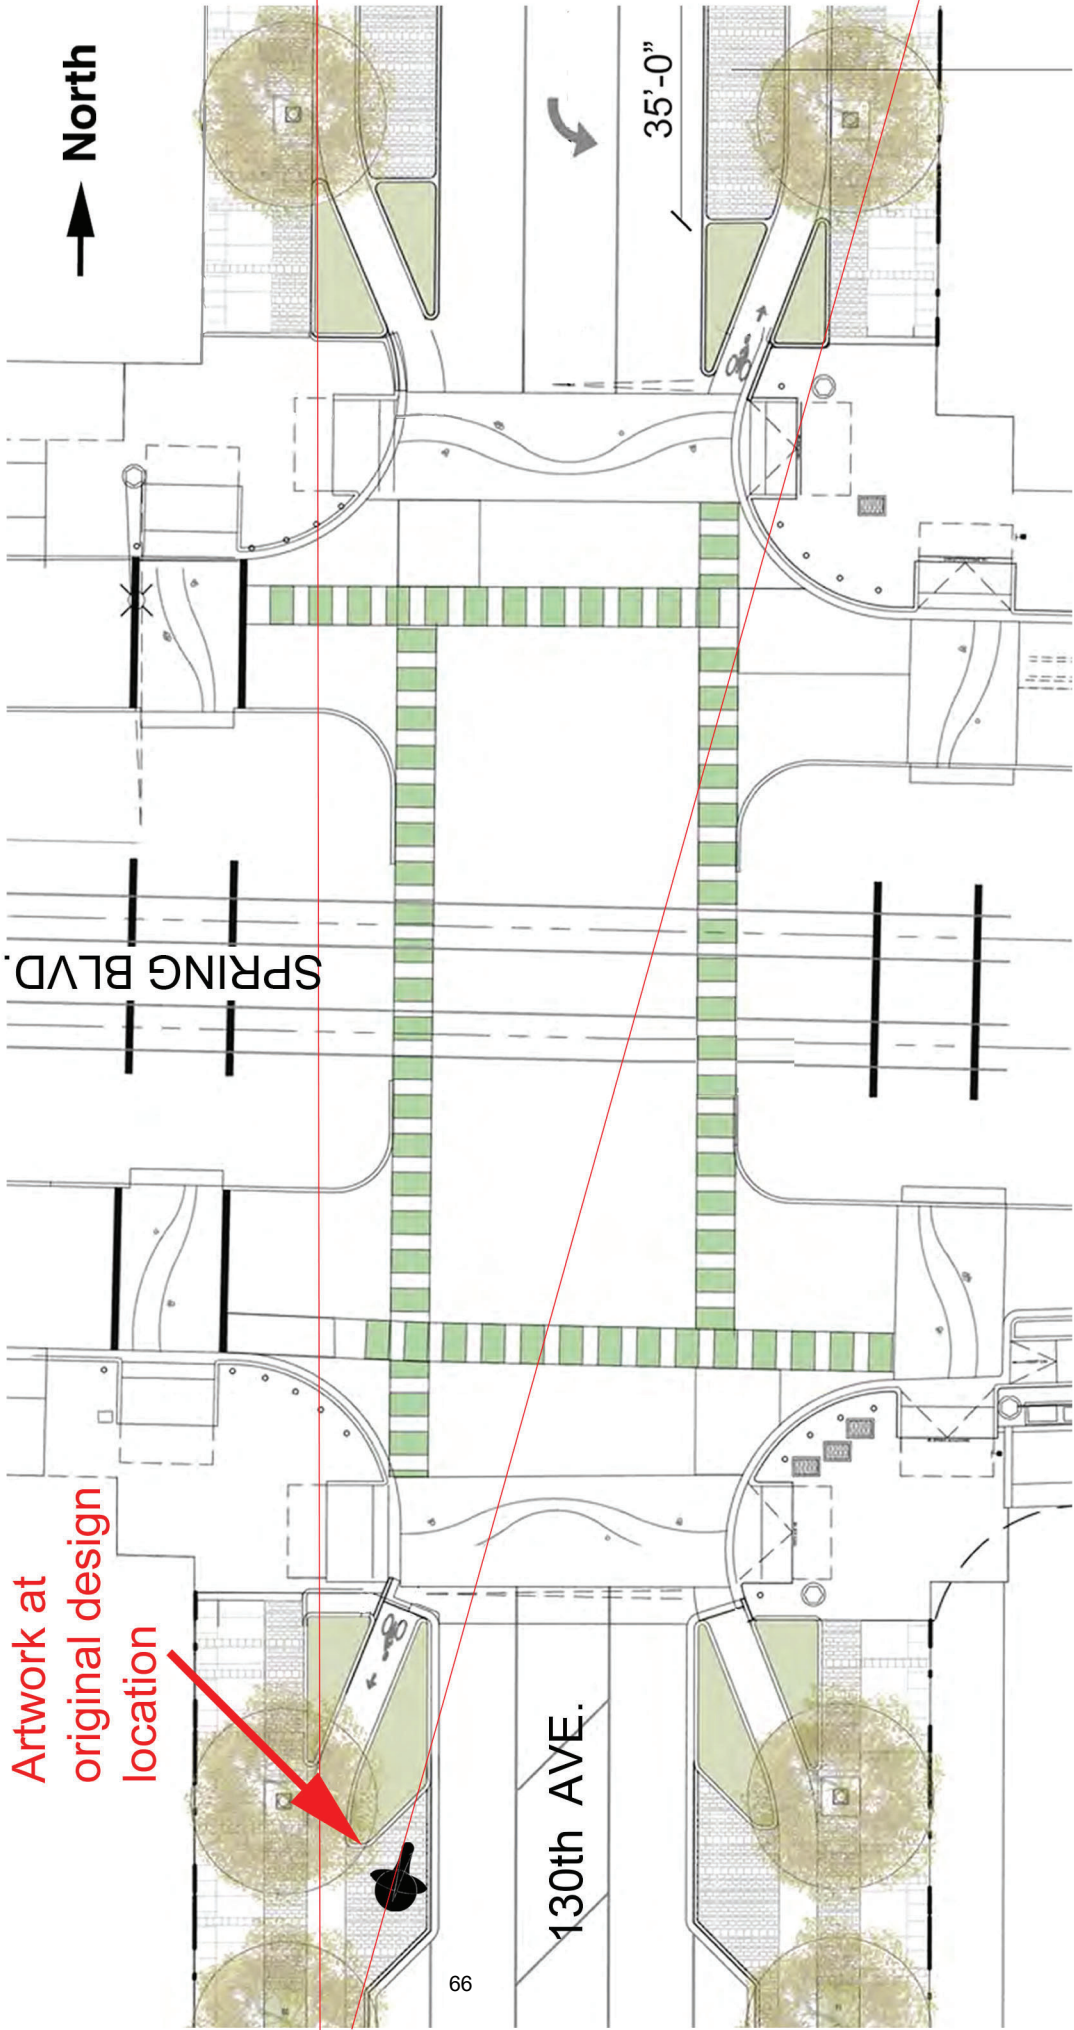 North
35'-0"
SPRING BLVD.
Artwork at
original design
location
130th AVE.
66